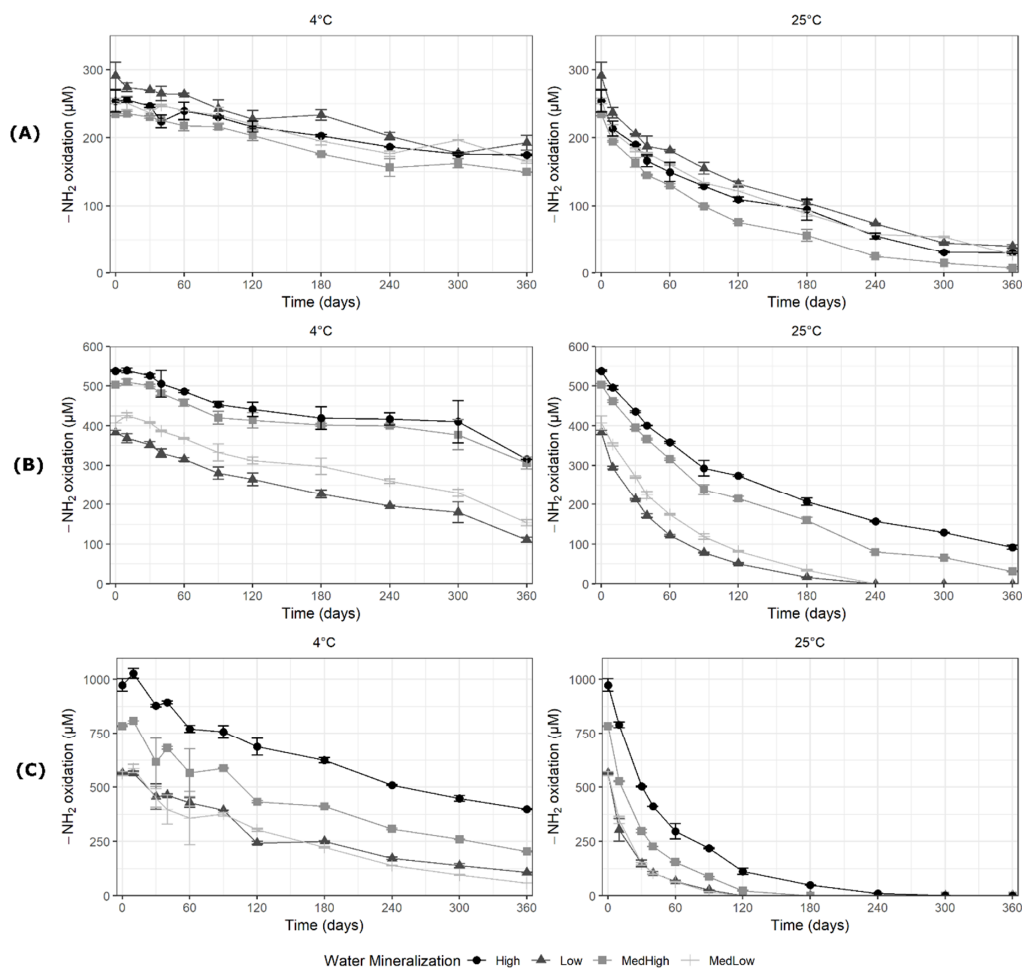 4°C 25°C
(A)
− NH2 oxidation (µM)
300
200
100
0
0 60 120 180 240 300 360
Time (days)
− NH2 oxidation (µM)
300
200
100
0
0 60 120 180 240 300 360
Time (days)
4°C 25°C
(B)
− NH2 oxidation (µM)
600
500
400
300
200
100
0
0 60 120 180 240 300 360
Time (days)
− NH2 oxidation (µM)
600
500
400
300
200
100
0
0 60 120 180 240 300 360
Time (days)
4°C 25°C
(C)
− NH2 oxidation (µM)
1000
750
500
250
0
0 60 120 180 240 300 360
Time (days)
− NH2 oxidation (µM)
1000
750
500
250
0
0 60 120 180 240 300 360
Time (days)
Water Mineralization High Low MedHigh MedLow